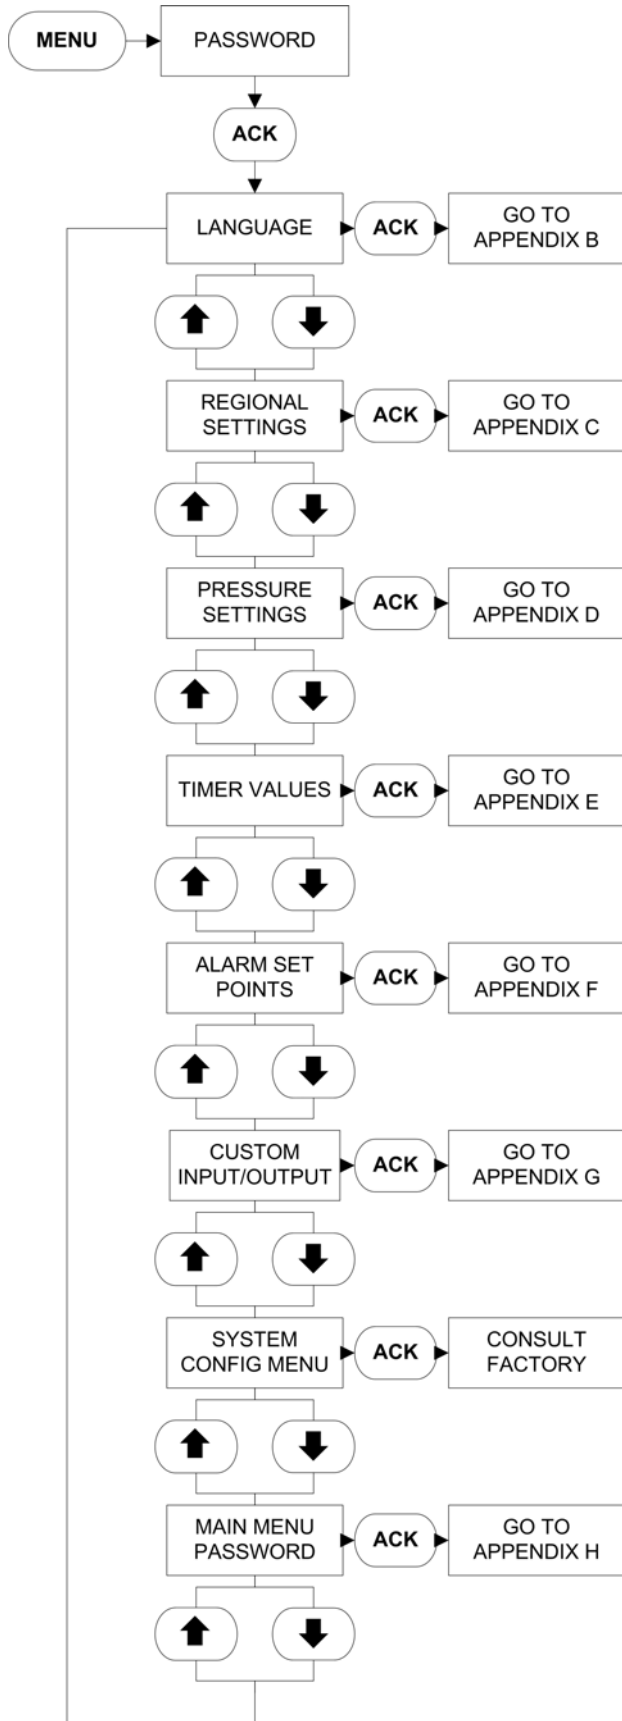 MENU
PASSWORD
ACK
LANGUAGE
ACK
GO TO
APPENDIX B
REGIONAL
SETTINGS
ACK
GO TO
APPENDIX C
PRESSURE
SETTINGS
ACK
GO TO
APPENDIX D
TIMER VALUES
ACK
GO TO
APPENDIX E
ALARM SET
POINTS
ACK
GO TO
APPENDIX F
CUSTOM
INPUT/OUTPUT
ACK
GO TO
APPENDIX G
SYSTEM
CONFIG MENU
ACK
CONSULT
FACTORY
MAIN MENU
PASSWORD
ACK
GO TO
APPENDIX H